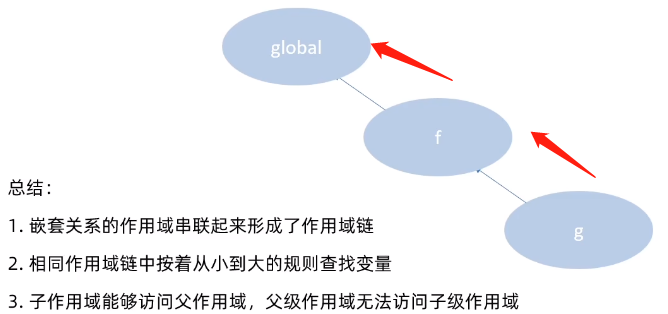 global
f
g
总结：
1. 嵌套关系的作用域串联起来形成了作用域链
2. 相同作用域链中按着从小到大的规则查找变量
3. 子作用域能够访问父作用域，父级作用域无法访问子级作用域